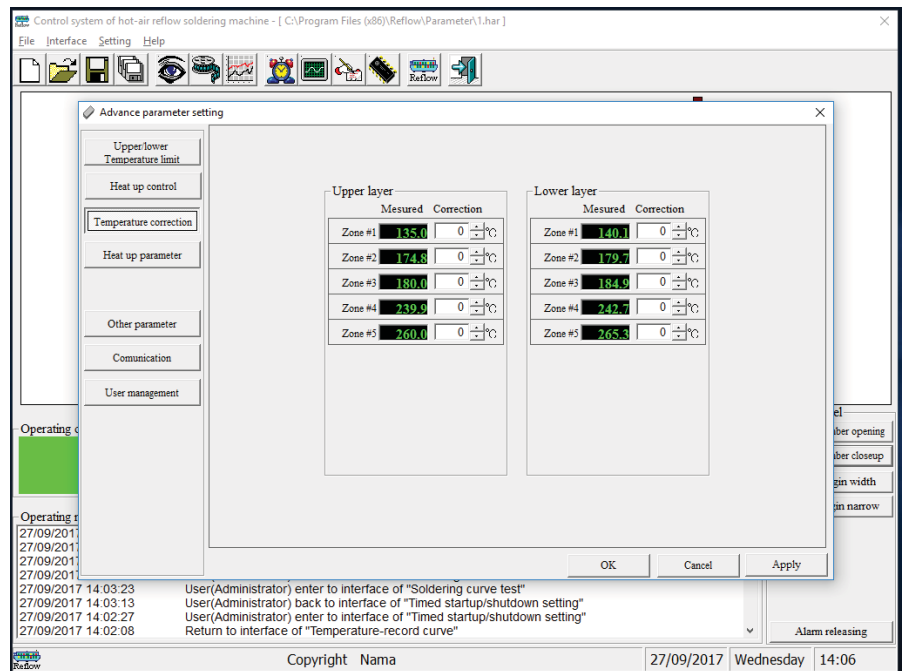 Control system of hot-air reflow soldering machine - [ C:\Program Files (x86)\Reflow\Parameter\1.har ]
File Interface Setting Help
Reflow
Advance parameter setting
Upper/lower
Temperature limit
Heat up control
Temperature correction
Heat up parameter
Other parameter
Comunication
User management
Upper layer
Mesured Correction
Zone #1 135.0 0 °C
Zone #2 174.8 0 °C
Zone #3 180.0 0 °C
Zone #4 239.9 0 °C
Zone #5 260.0 0 °C
Lower layer
Mesured Correction
Zone #1 140.1 0 °C
Zone #2 179.7 0 °C
Zone #3 184.9 0 °C
Zone #4 242.7 0 °C
Zone #5 265.3 0 °C
OK Cancel Apply
Operating
Operating
27/09/201
27/09/201
27/09/201
27/09/201
27/09/2017 14:03:23 User(Administrator) enter to interface of "Soldering curve test"
27/09/2017 14:03:13 User(Administrator) back to interface of "Timed startup/shutdown setting"
27/09/2017 14:02:27 User(Administrator) enter to interface of "Timed startup/shutdown setting"
27/09/2017 14:02:08 Return to interface of "Temperature-record curve"
el
ber opening
ber closeup
gin width
gin narrow
Alarm releasing
Reflow
Copyright Nama
27/09/2017 Wednesday 14:06